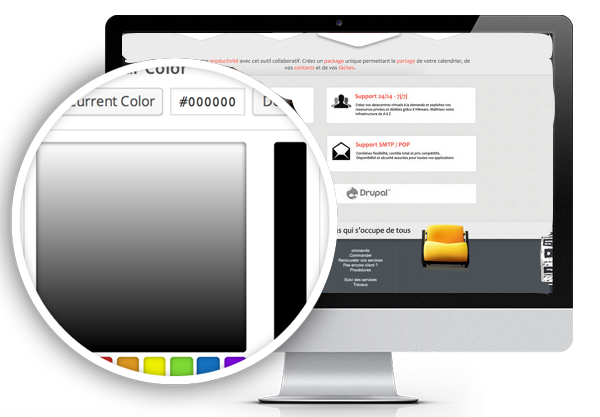 productivité avec cet outil collaboratif. Créez un package unique permettant le partage de votre calendrier, de
vos contacts et de vos tâches.
Color
urrent Color
#000000
Support 24/24 - 7j/7j
Créez vos datacentres virtuels à la demande et exploitez vos
ressources privées et dédiées grâce à VMware. Maîtrisez votre
infrastructure de A à Z
Support SMTP / POP
Combinez flexibilité, contrôle total et prix compétitifs.
Disponibilité et sécurité assurées pour toutes vos applications
Drupal™
us qui s'occupe de tous
ommande
Commander
Renouveler vos services
Pas encore client ?
Procédures
Suivi des services
Travaux